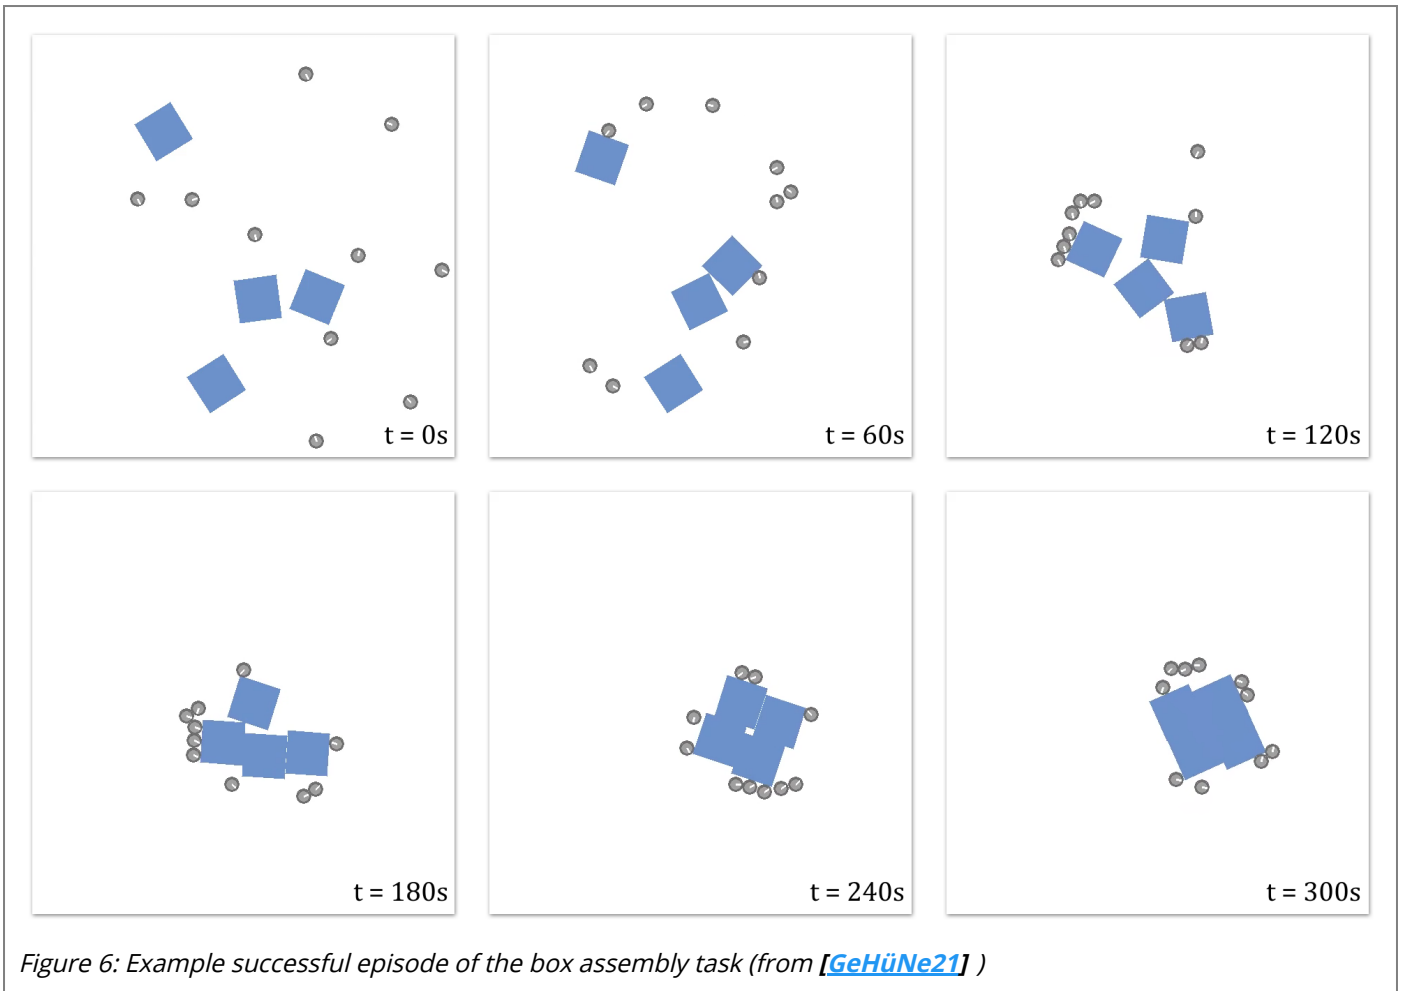 t = 0s
t = 60s
t = 120s
t = 180s
t = 240s
t = 300s
Figure 6: Example successful episode of the box assembly task (from [GeHüNe21] )